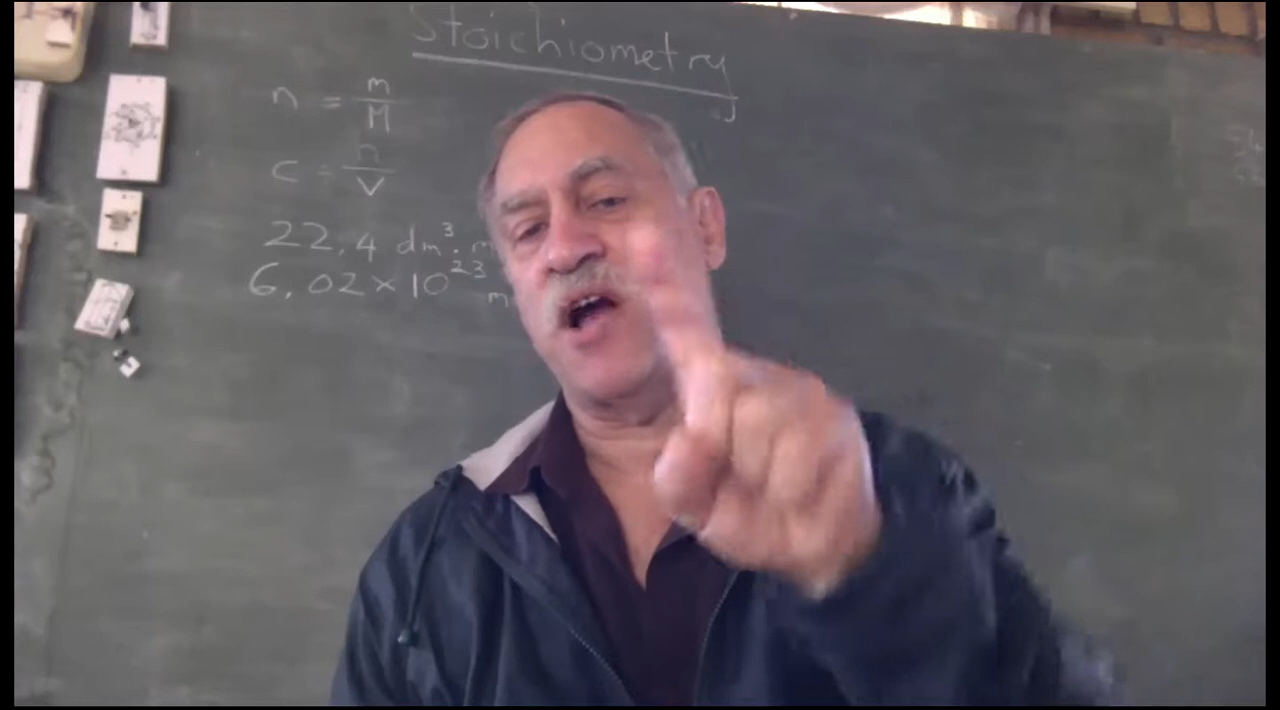 Stoichiometry
n = m/M
c = n/V
22,4 dm³.
6,02 × 10²³